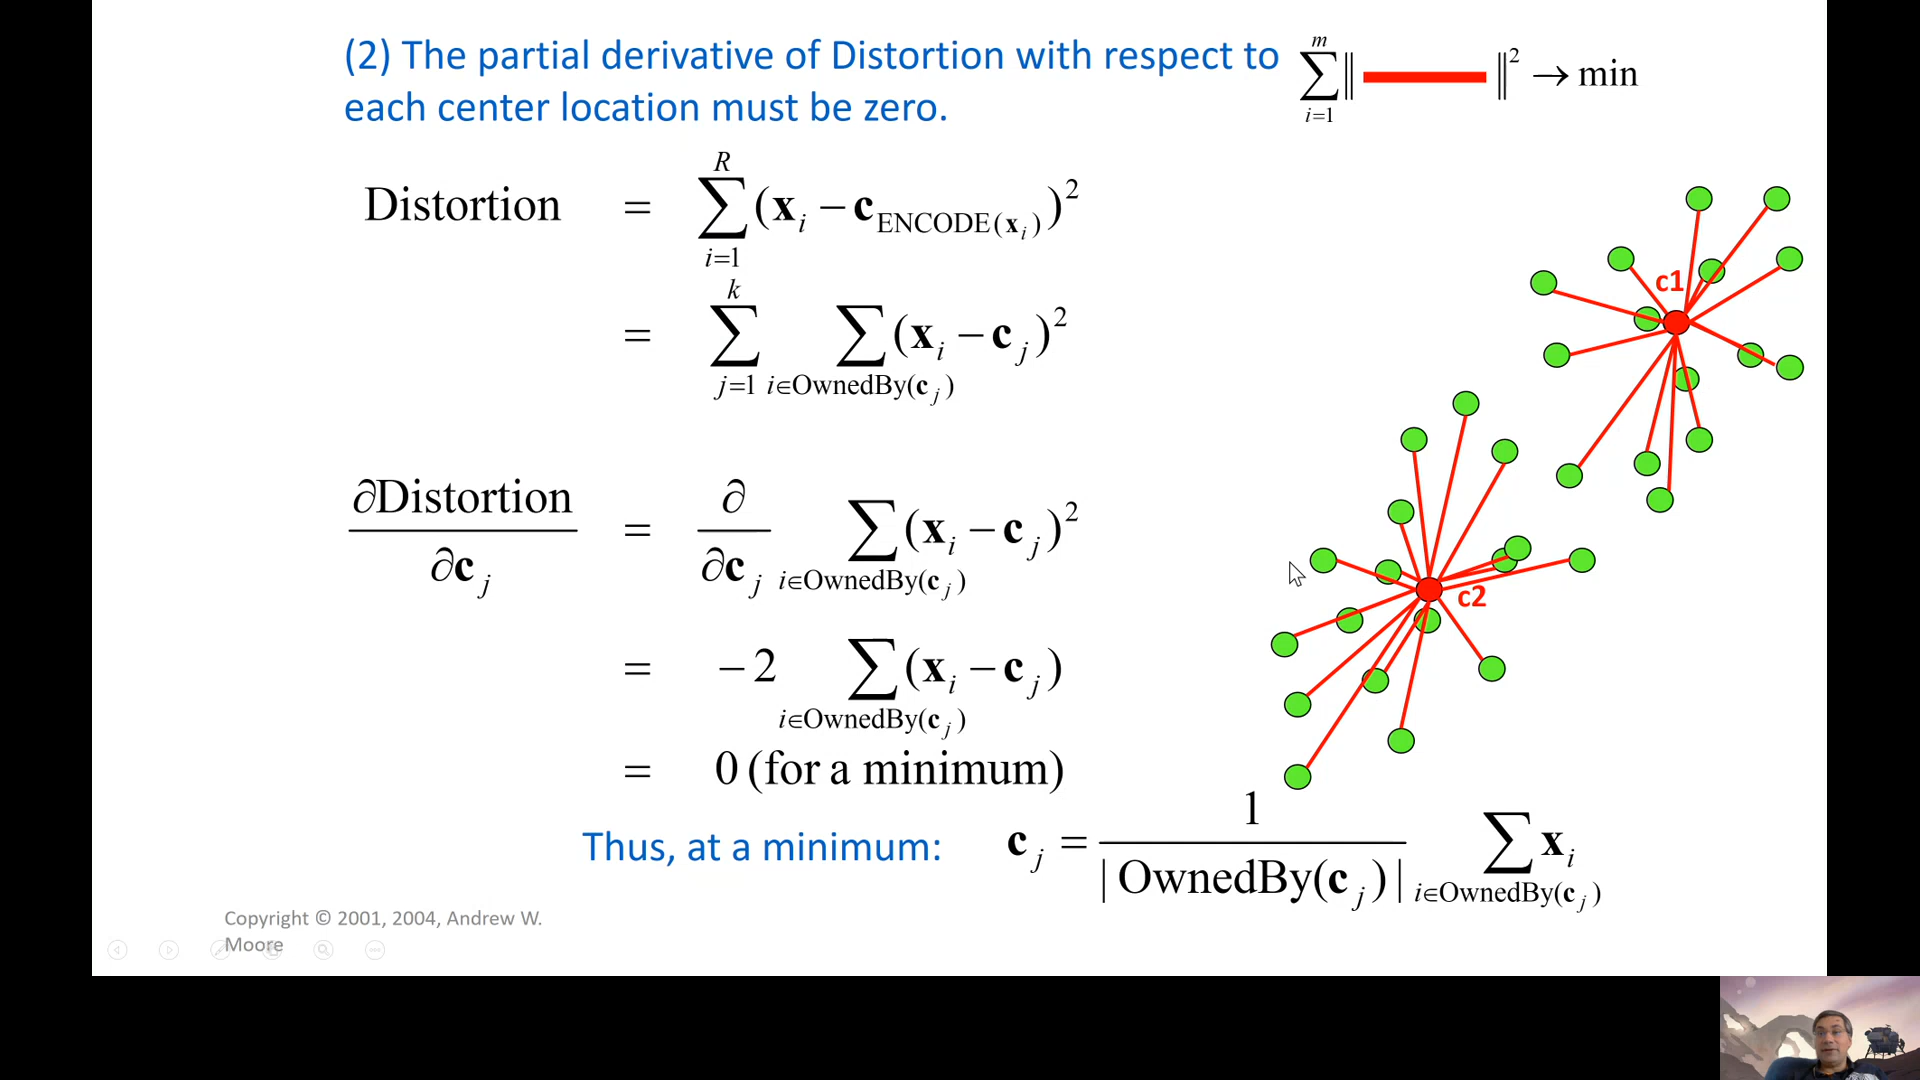 (2) The partial derivative of Distortion with respect to
each center location must be zero.
∑_{i=1}^{m} ‖ ‖² → min
Distortion = ∑_{i=1}^{R} (x_i − c_{ENCODE(x_i)})²
= ∑_{j=1}^{k} ∑_{i∈OwnedBy(c_j)} (x_i − c_j)²
∂Distortion/∂c_j = ∂/∂c_j ∑_{i∈OwnedBy(c_j)} (x_i − c_j)²
= −2 ∑_{i∈OwnedBy(c_j)} (x_i − c_j)
= 0 (for a minimum)
Thus, at a minimum: c_j = 1/|OwnedBy(c_j)| ∑_{i∈OwnedBy(c_j)} x_i
c1
c2
Copyright © 2001, 2004, Andrew W.
Moore